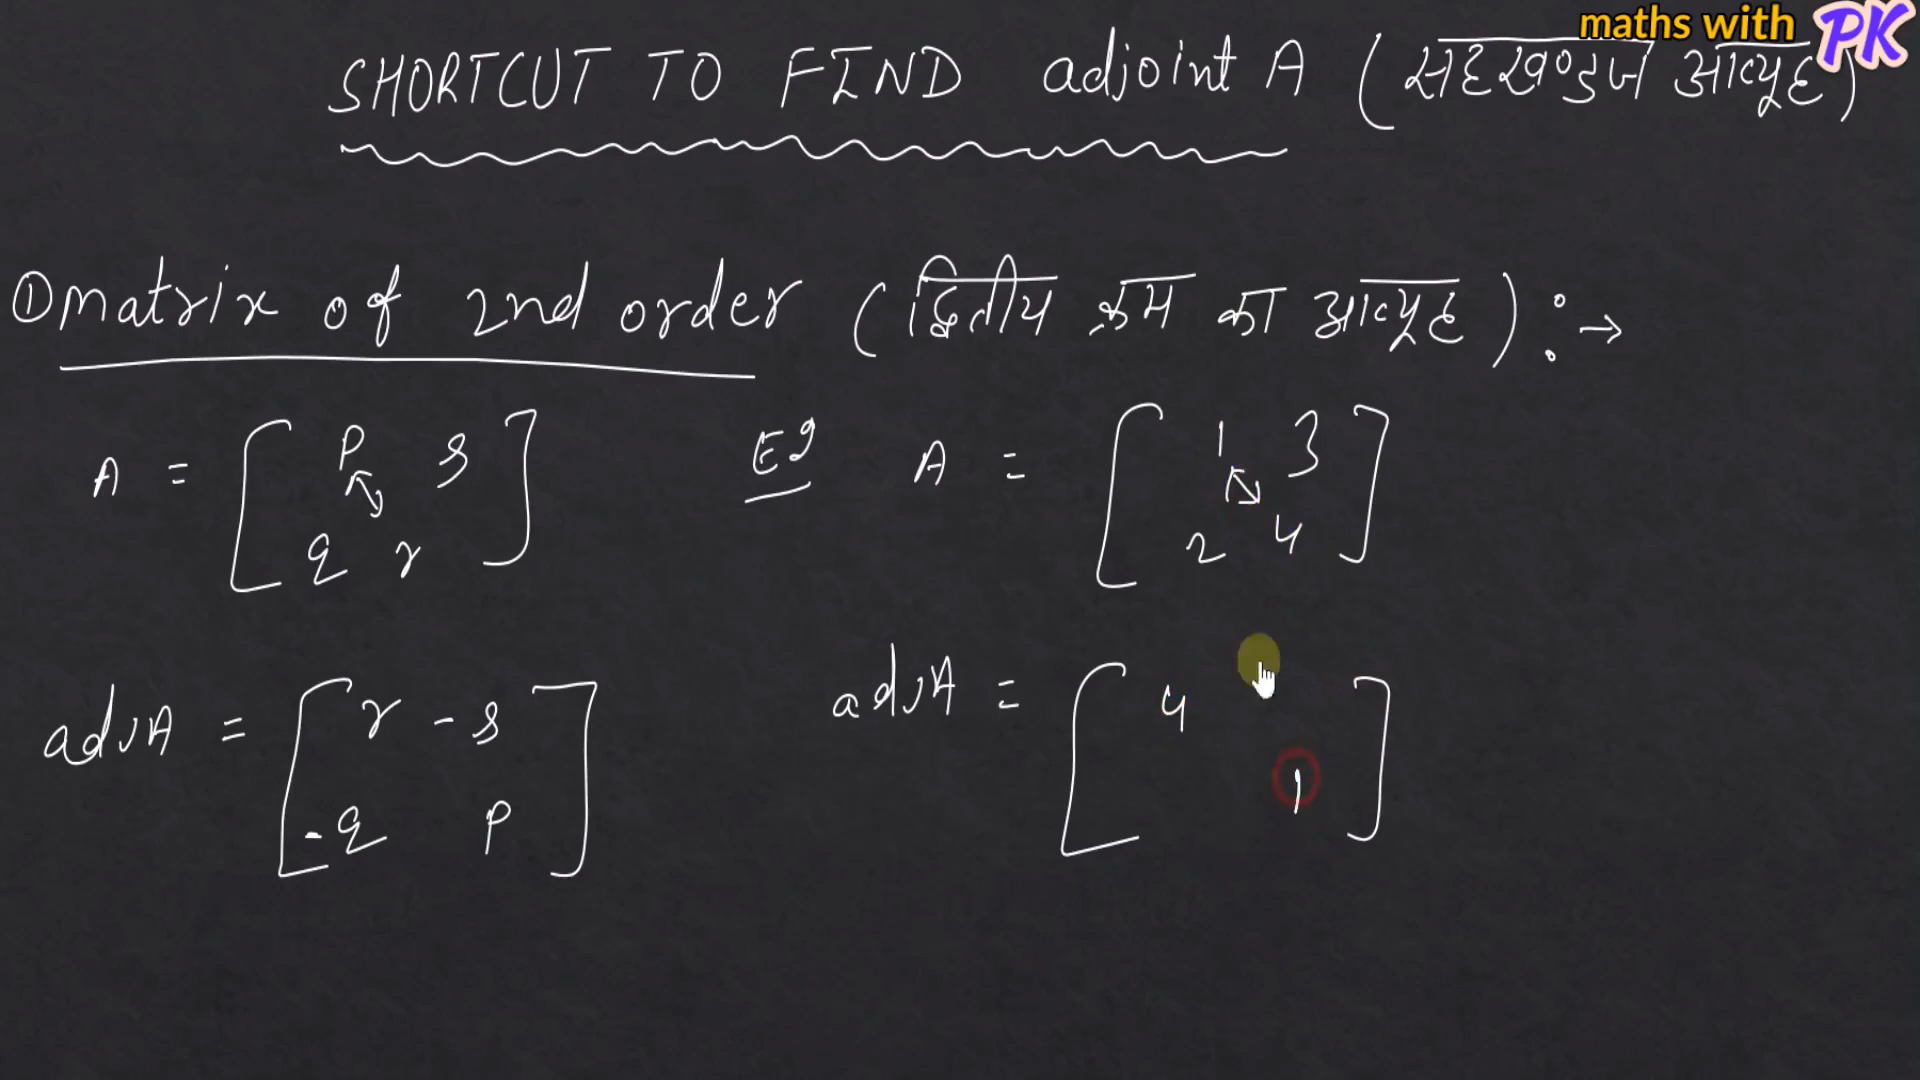 maths with PK
SHORTCUT TO FIND adjoint A (सहखण्डज आव्यूह)
① matrix of 2nd order (द्वितीय क्रम का आव्यूह) :→
A = [ p s
q r ]
Eg A = [ 1 3
2 4 ]
adjA = [ r -s
-q p ]
adjA = [ 4
1 ]